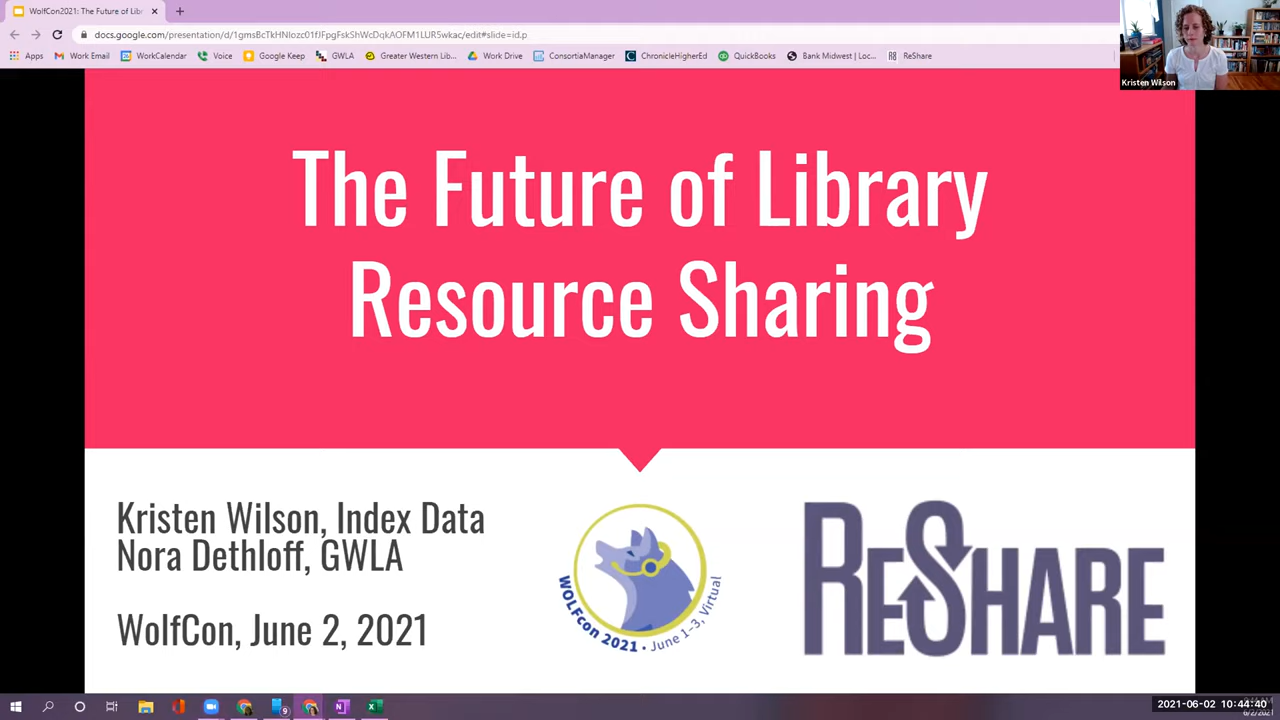 WolfCon2021: The Future of Libr
docs.google.com/presentation/d/1gmsBcTkHNIozc01fJFpgFskShWcDqkAOFM1LUR5wkac/edit#slide=id.p
Apps
Work Email
WorkCalendar
Voice
Google Keep
GWLA
Greater Western Lib...
Work Drive
ConsortiaManager
ChronicleHigherEd
QuickBooks
Bank Midwest | Loc...
ReShare
Kristen Wilson
The Future of Library
Resource Sharing
Kristen Wilson, Index Data
Nora Dethloff, GWLA
WolfCon, June 2, 2021
WOLFcon 2021 • June 1-3, Virtual
RESHARE
2021-06-02 10:44:40